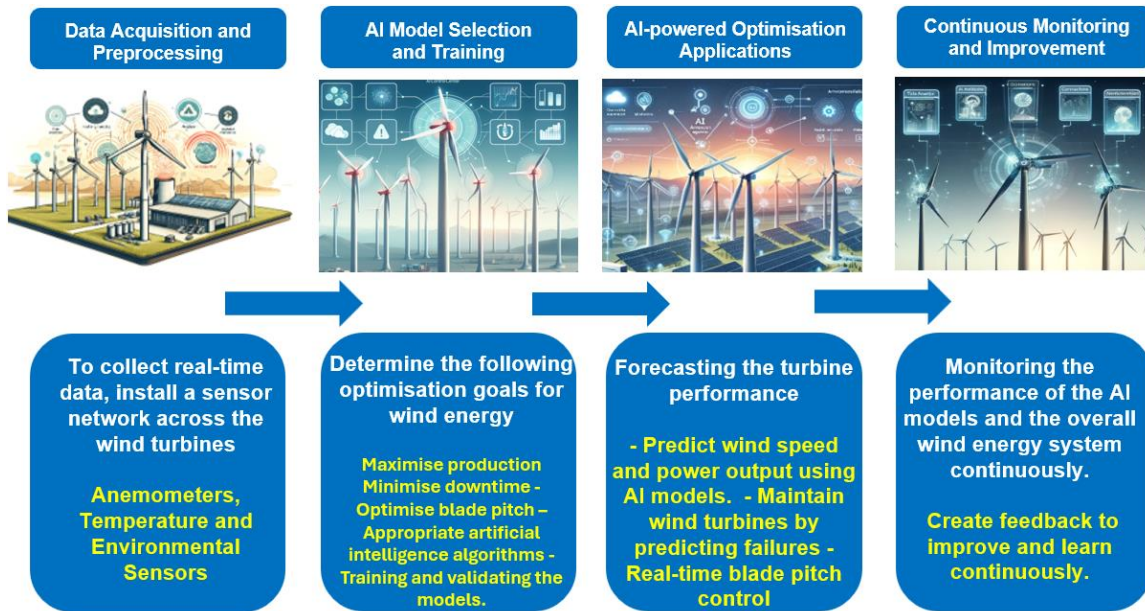 Data Acquisition and
Preprocessing
AI Model Selection
and Training
AI-powered Optimisation
Applications
Continuous Monitoring
and Improvement
AI
To collect real-time
data, install a sensor
network across the
wind turbines
Anemometers,
Temperature and
Environmental
Sensors
Determine the following
optimisation goals for
wind energy
Maximise production
Minimise downtime -
Optimise blade pitch –
Appropriate artificial
intelligence algorithms -
Training and validating the
models.
Forecasting the turbine
performance
- Predict wind speed
and power output using
AI models.  - Maintain
wind turbines by
predicting failures -
Real-time blade pitch
control
Monitoring the
performance of the AI
models and the overall
wind energy system
continuously.
Create feedback to
improve and learn
continuously.